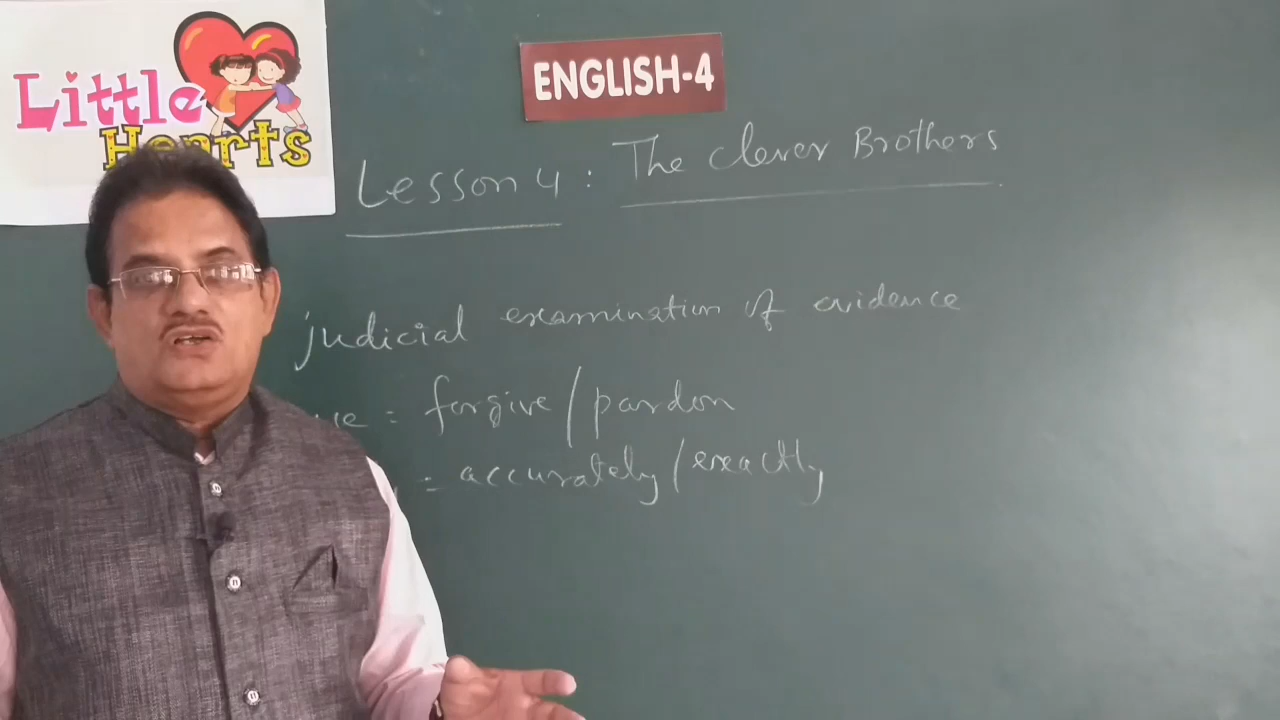 Little
Hearts
ENGLISH-4
Lesson 4 : The Clever Brothers
judicial examination of evidence
= forgive / pardon
= accurately / exactly